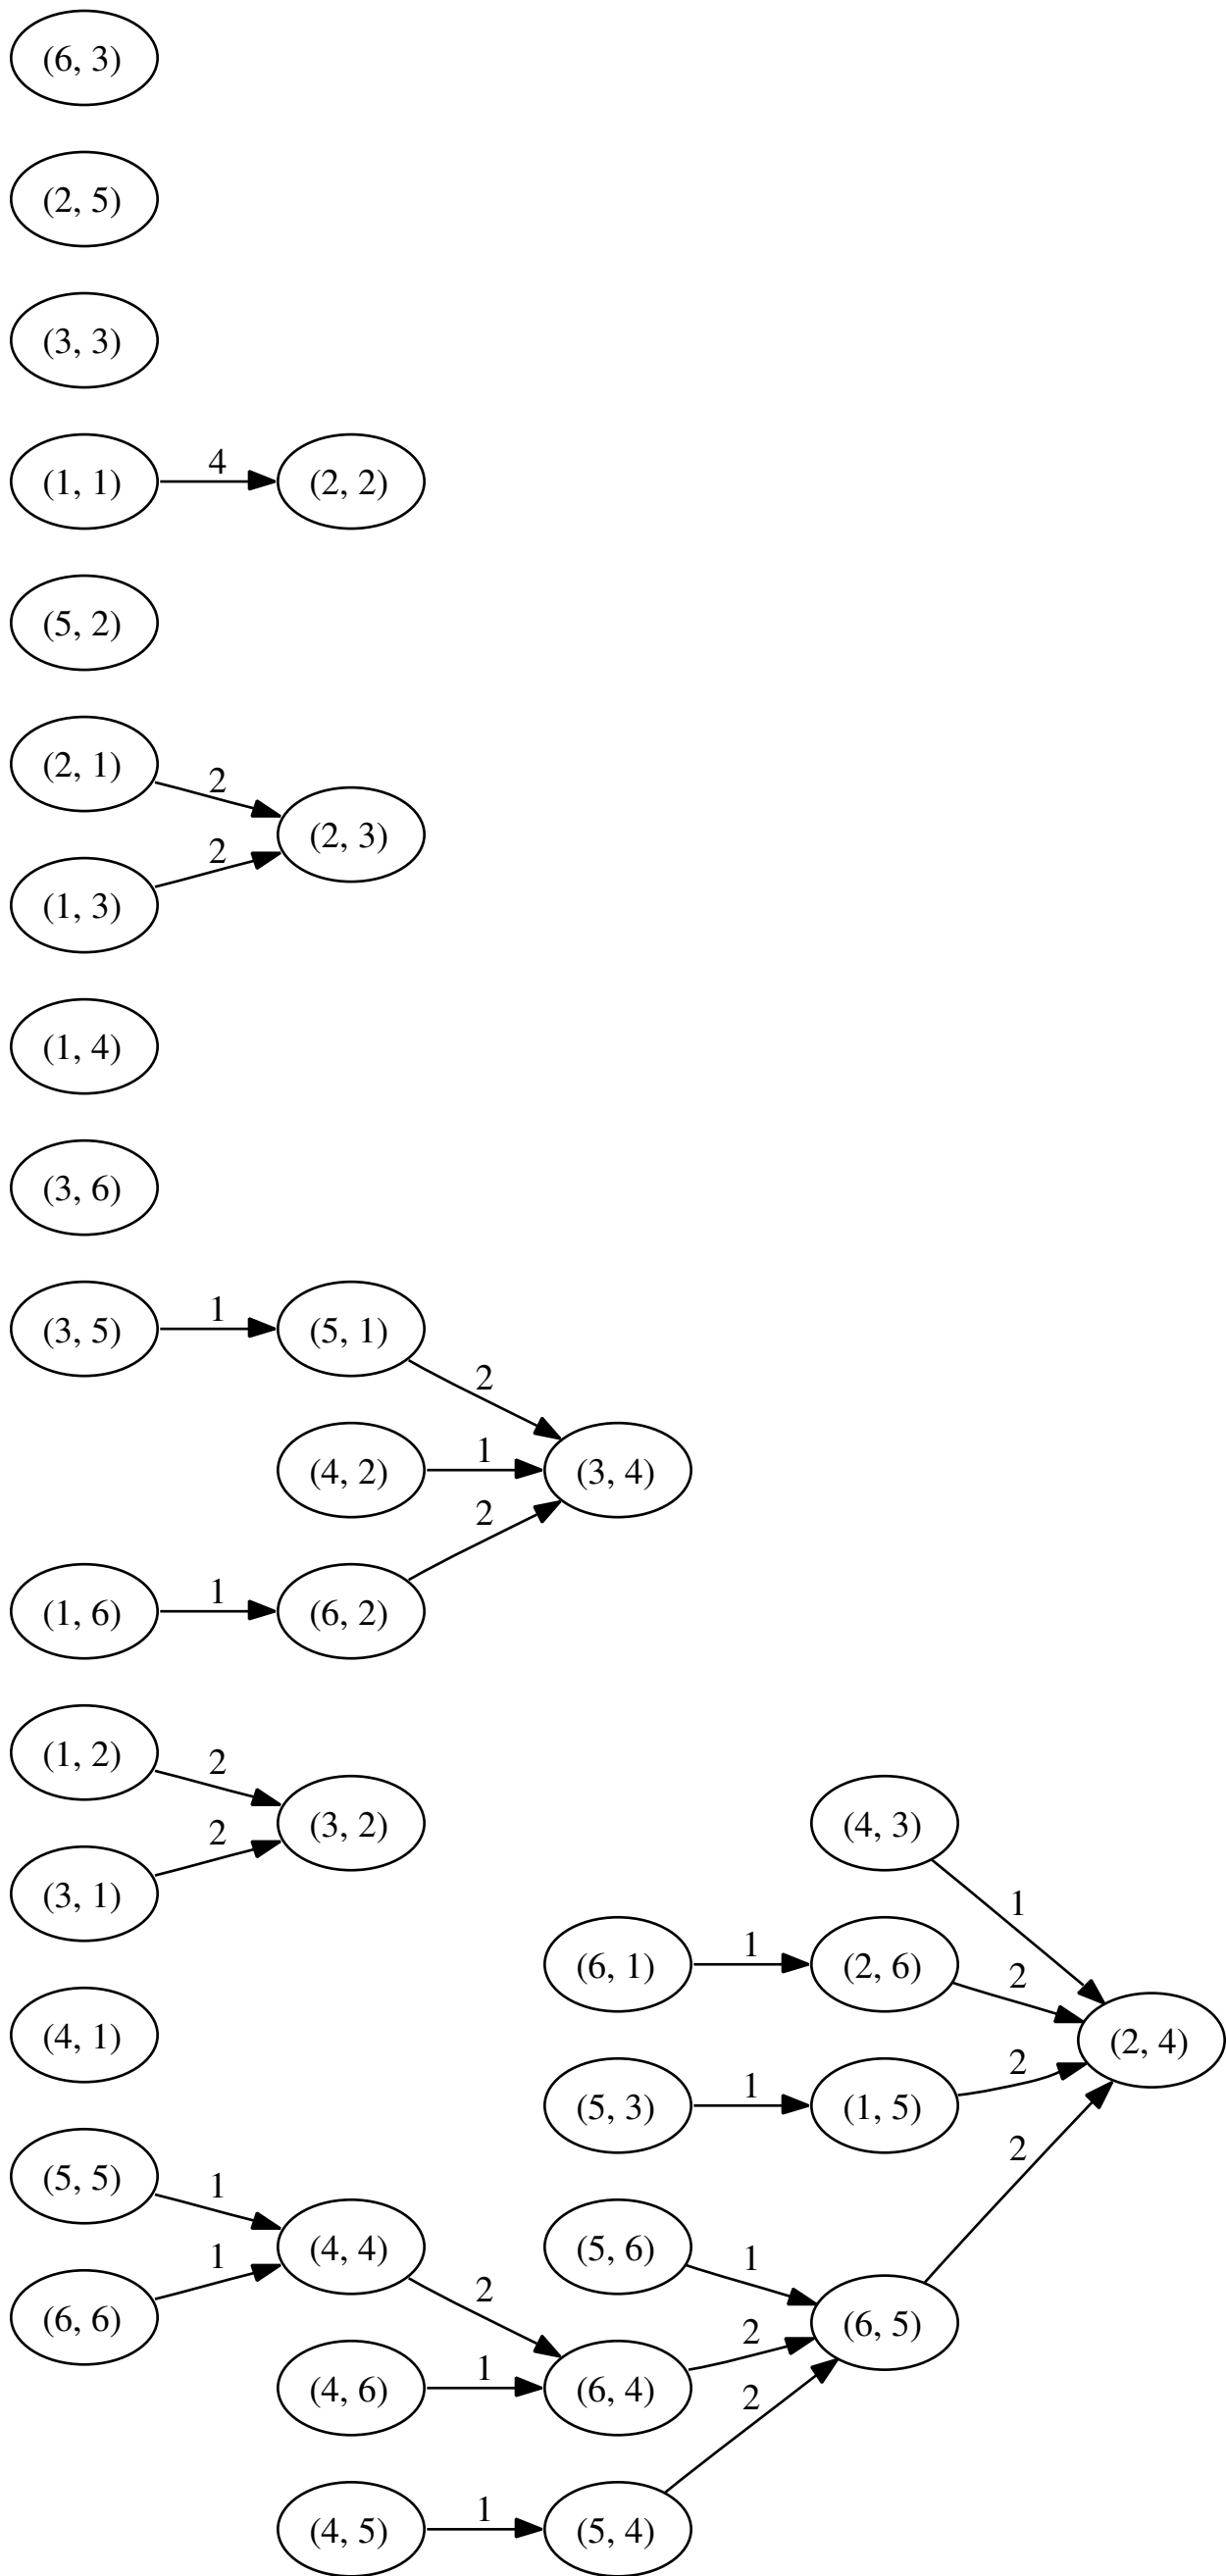 (6, 3)
(2, 5)
(3, 3)
(1, 1) 4 (2, 2)
(5, 2)
(2, 1) 2
(2, 3)
(1, 3) 2
(1, 4)
(3, 6)
(3, 5) 1 (5, 1)
2
(4, 2) 1 (3, 4)
2
(1, 6) 1 (6, 2)
(1, 2) 2
(3, 2) (4, 3)
(3, 1) 2
1
(6, 1) 1 (2, 6) 2
(4, 1) (2, 4)
(5, 3) 1 (1, 5) 2
(5, 5) 1
2
(4, 4) (5, 6) 1
(6, 6) 1
2 (6, 5)
(4, 6) 1 (6, 4) 2
2
(4, 5) 1 (5, 4)